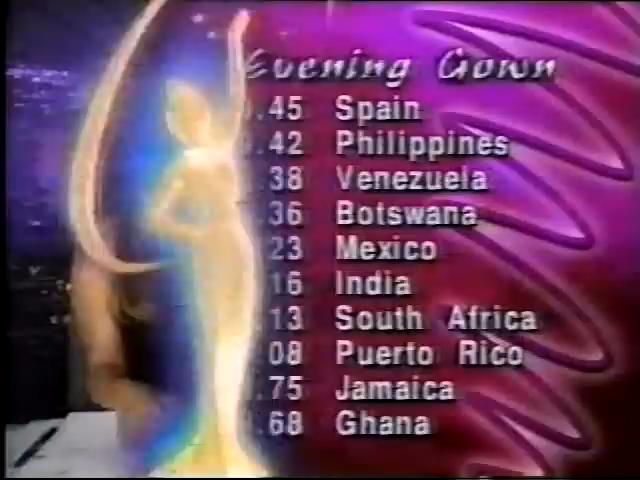 Evening Gown
.45 Spain
.42 Philippines
.38 Venezuela
.36 Botswana
23 Mexico
16 India
13 South Africa
08 Puerto Rico
.75 Jamaica
.68 Ghana